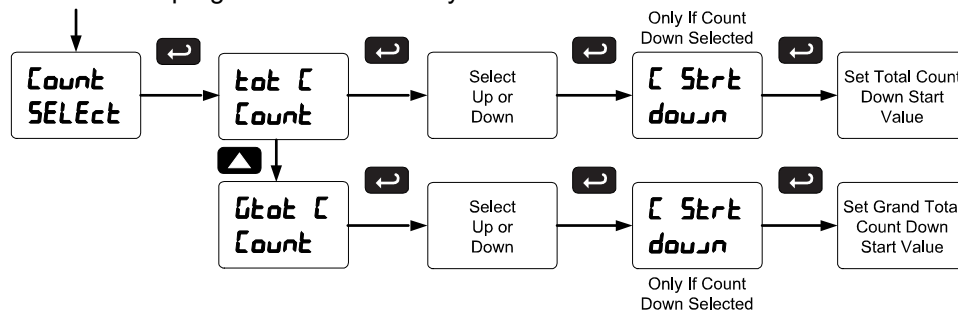 Only If Count
Down Selected
Count
SELEct
tot C
Count
Select
Up or
Down
C Strt
down
Set Total Count
Down Start
Value
Gtot C
Count
Select
Up or
Down
C Strt
down
Set Grand Total
Count Down
Start Value
Only If Count
Down Selected